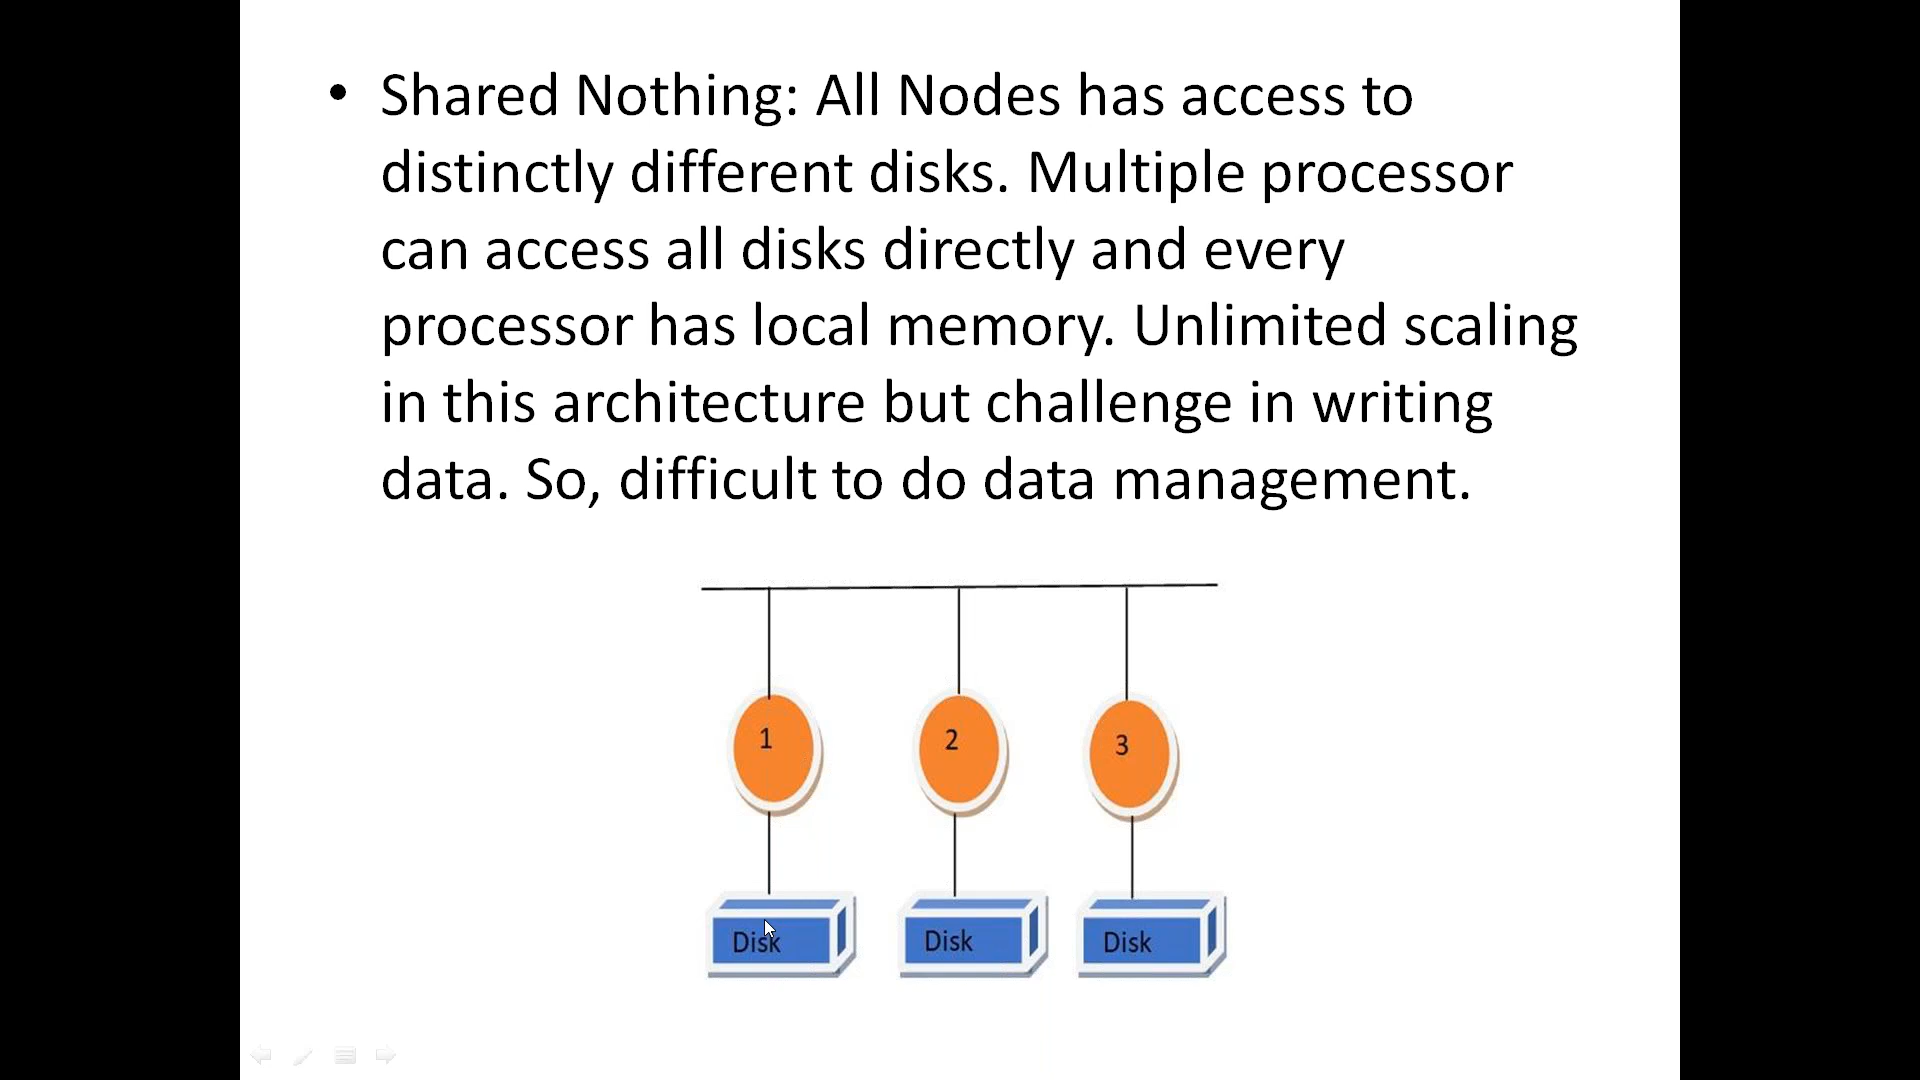 • Shared Nothing: All Nodes has access to
distinctly different disks. Multiple processor
can access all disks directly and every
processor has local memory. Unlimited scaling
in this architecture but challenge in writing
data. So, difficult to do data management.
1 2 3
Disk Disk Disk